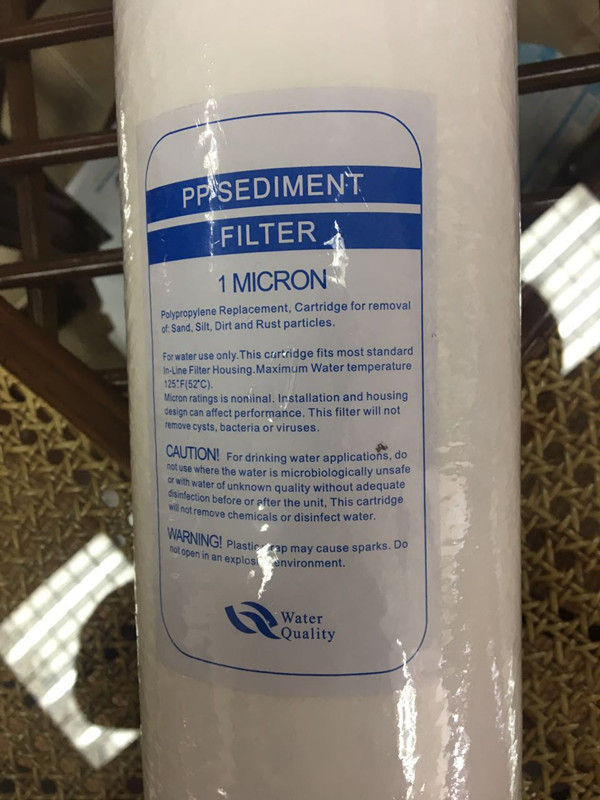 PP SEDIMENT
FILTER
1 MICRON
Polypropylene Replacement, Cartridge for removal
of: Sand, Silt, Dirt and Rust particles.
For water use only. This cartridge fits most standard
In-Line Filter Housing. Maximum Water temperature
125°F(52°C).
Micron ratings is noniinal. Installation and housing
design can affect performance. This filter will not
remove cysts, bacteria or viruses.
CAUTION! For drinking water applications, do
not use where the water is microbiologically unsafe
or with water of unknown quality without adequate
disinfection before or after the unit, This cartridge
will not remove chemicals or disinfect water.
WARNING! Plastic wrap may cause sparks. Do
not open in an explosive environment.
Water
Quality